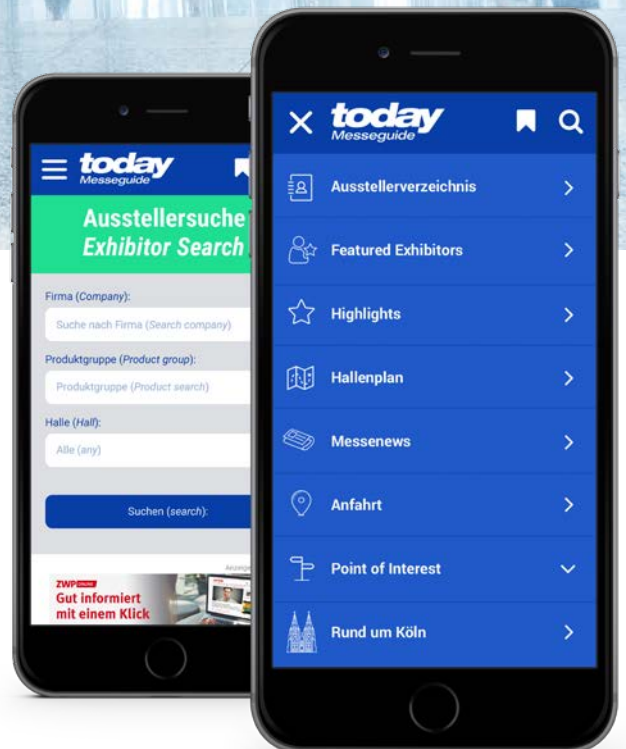 today
Messeguide
Ausstellersuche
Exhibitor Search
Firma (Company):
Suche nach Firma (Search company)
Produktgruppe (Product group):
Produktgruppe (Product search)
Halle (Hall):
Alle (any)
Suchen (search):
ZWP ONLINE
Gut informiert
mit einem Klick
today
Messeguide
Ausstellerverzeichnis
Featured Exhibitors
Highlights
Hallenplan
Messenews
Anfahrt
Point of Interest
Rund um Köln